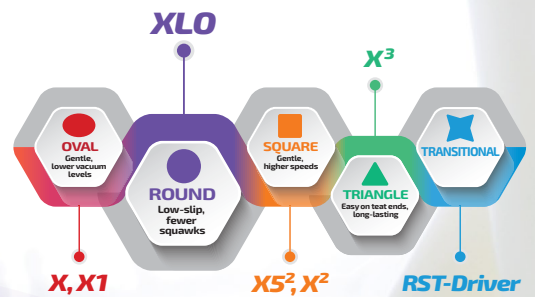 XLO
X³
OVAL
Gentle,
lower vacuum
levels
ROUND
Low-slip,
fewer
squawks
SQUARE
Gentle,
higher speeds
TRIANGLE
Easy on teat ends,
long-lasting
TRANSITIONAL
X, X1
X5², X²
RST-Driver